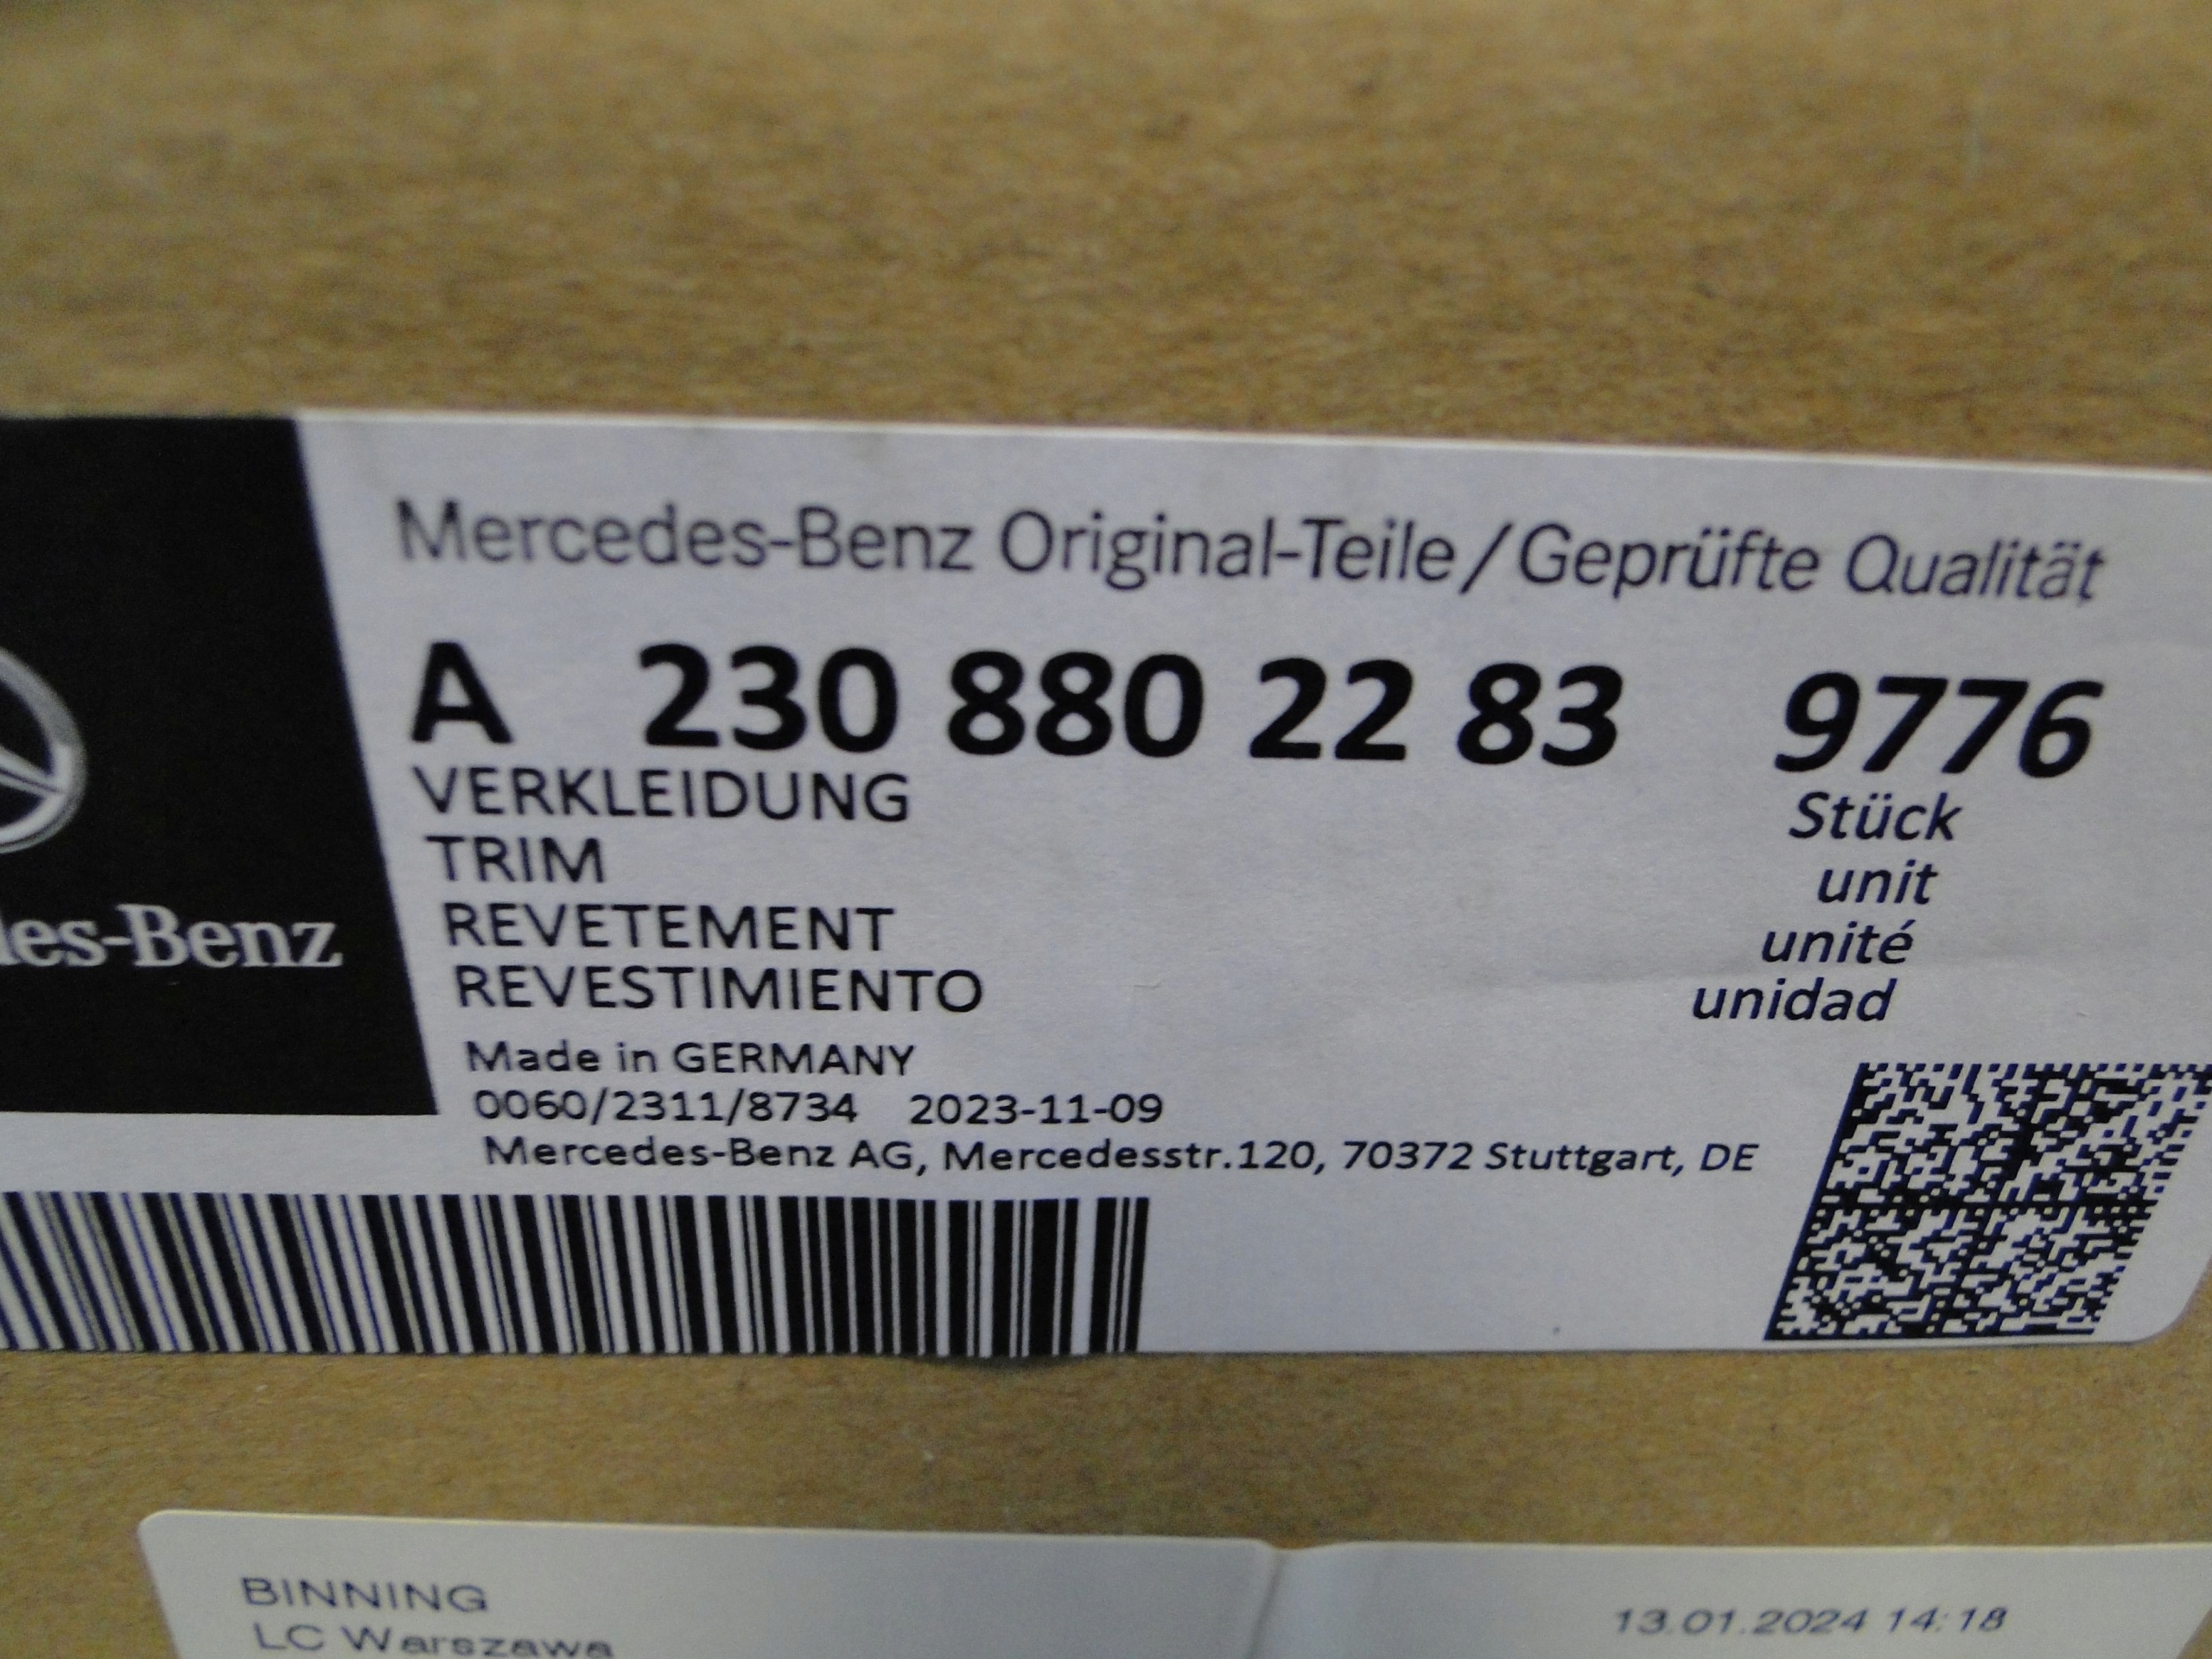 Mercedes-Benz Original-Teile/Geprüfte Qualität
A 230 880 22 83 9776
VERKLEIDUNG
TRIM
REVETEMENT
REVESTIMIENTO
Stück
unit
unité
unidad
des-Benz
Made in GERMANY
0060/2311/8734 2023-11-09
Mercedes-Benz AG, Mercedesstr.120, 70372 Stuttgart, DE
BINNING
LC Warszawa
13.01.2024 14:18